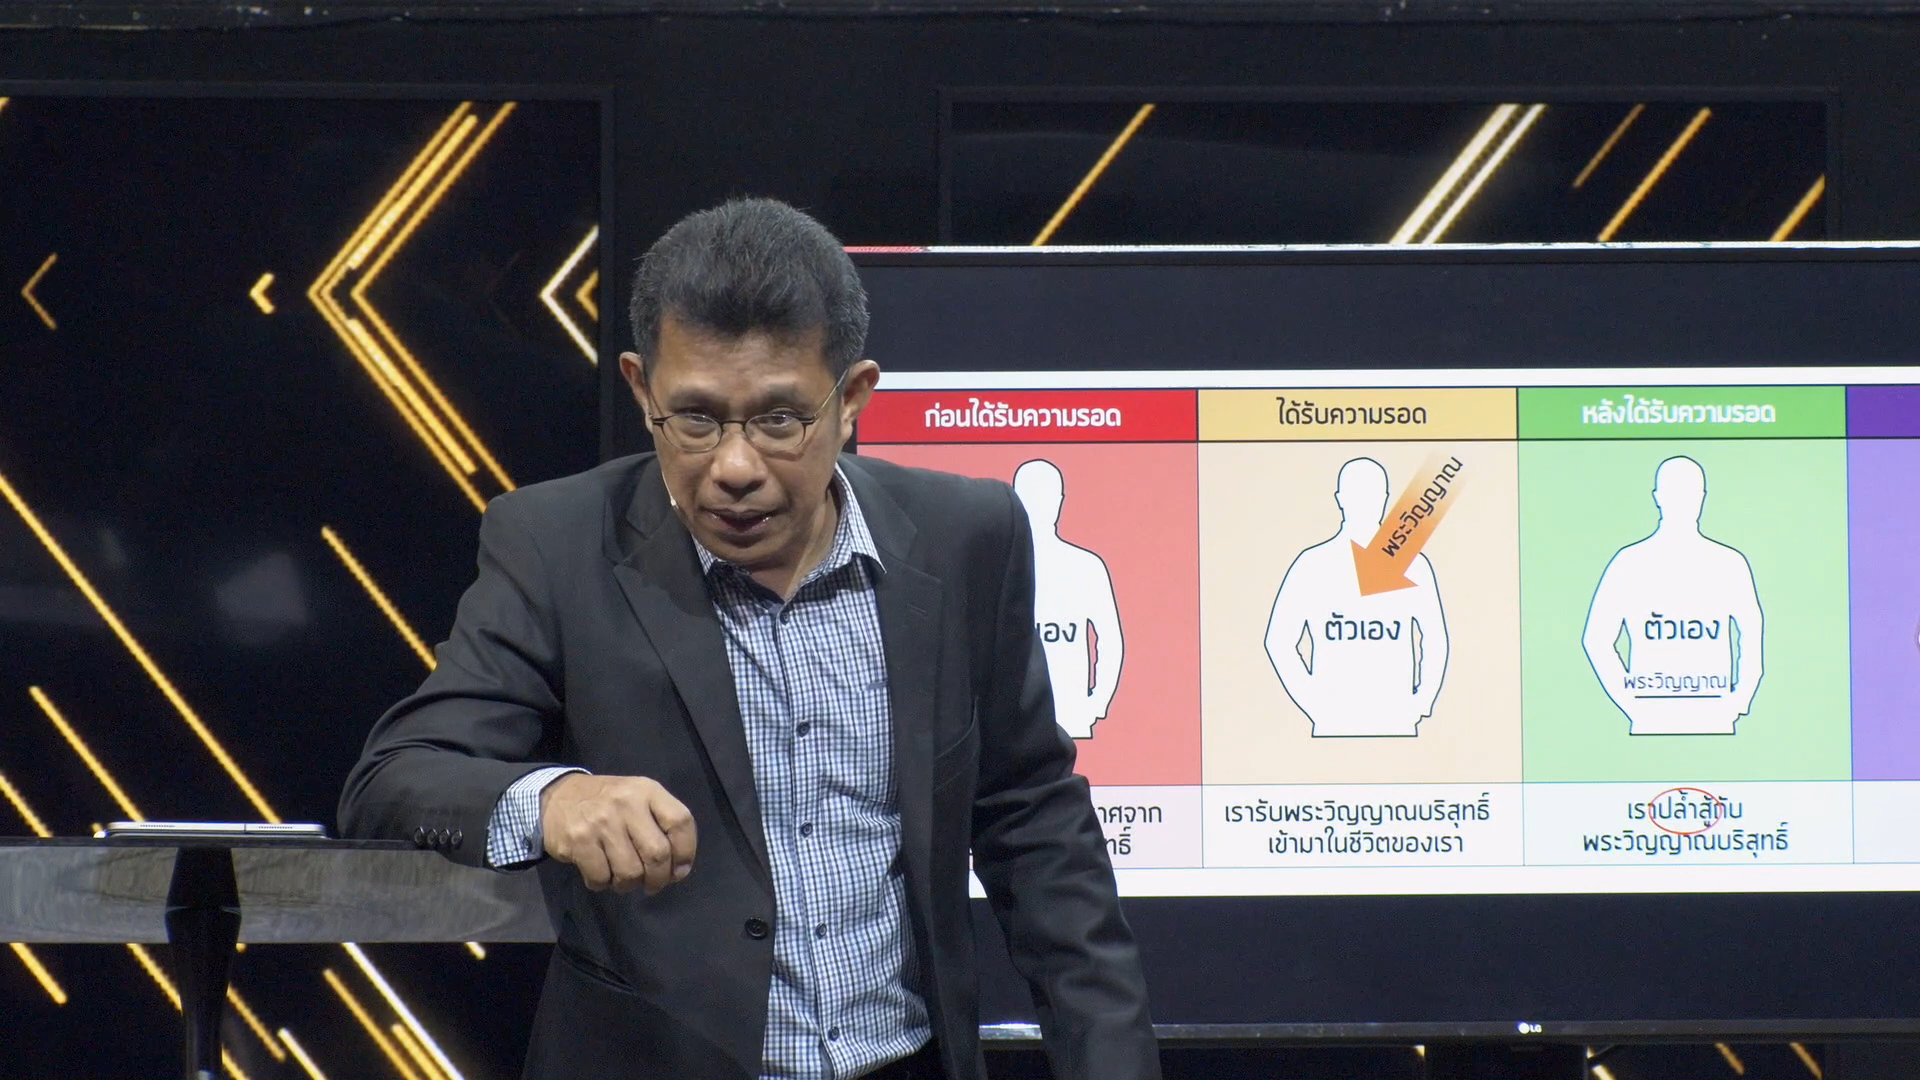 ก่อนได้รับความรอด
ได้รับความรอด
หลังได้รับความรอด
พระวิญญาณ
ตัวเอง
ตัวเอง
พระวิญญาณ
เรารับพระวิญญาณบริสุทธิ์
เข้ามาในชีวิตของเรา
เราปล้ำสู้กับ
พระวิญญาณบริสุทธิ์
LG